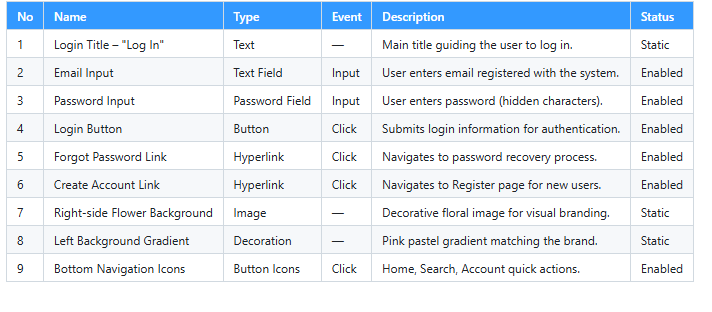 No Name Type Event Description Status
1 Login Title – "Log In" Text — Main title guiding the user to log in. Static
2 Email Input Text Field Input User enters email registered with the system. Enabled
3 Password Input Password Field Input User enters password (hidden characters). Enabled
4 Login Button Button Click Submits login information for authentication. Enabled
5 Forgot Password Link Hyperlink Click Navigates to password recovery process. Enabled
6 Create Account Link Hyperlink Click Navigates to Register page for new users. Enabled
7 Right-side Flower Background Image — Decorative floral image for visual branding. Static
8 Left Background Gradient Decoration — Pink pastel gradient matching the brand. Static
9 Bottom Navigation Icons Button Icons Click Home, Search, Account quick actions. Enabled